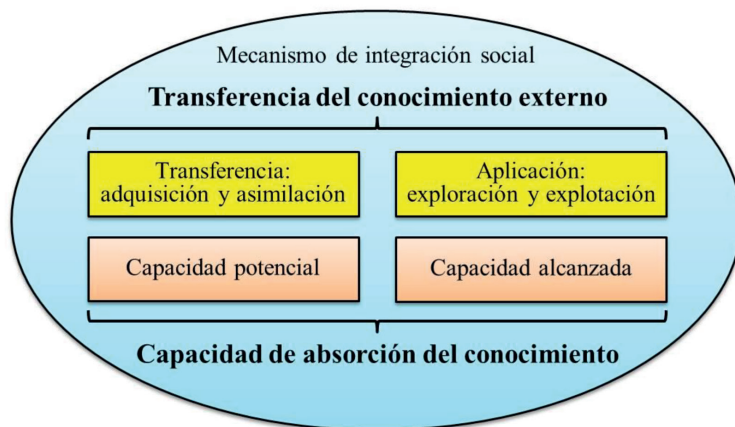 Mecanismo de integración social
Transferencia del conocimiento externo
Transferencia:
adquisición y asimilación
Aplicación:
exploración y explotación
Capacidad potencial
Capacidad alcanzada
Capacidad de absorción del conocimiento